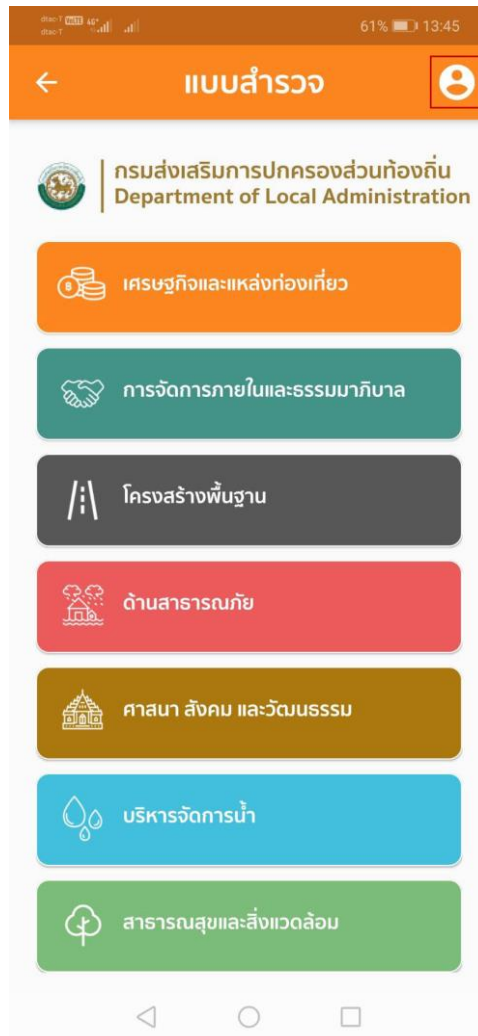 dtac-T VoLTE 4G+ 61% 13:45
dtac-T
แบบสำรวจ
กรมส่งเสริมการปกครองส่วนท้องถิ่น
Department of Local Administration
เศรษฐกิจและแหล่งท่องเที่ยว
การจัดการภายในและธรรมมาภิบาล
โครงสร้างพื้นฐาน
ด้านสาธารณภัย
ศาสนา สังคม และวัฒนธรรม
บริหารจัดการน้ำ
สาธารณสุขและสิ่งแวดล้อม